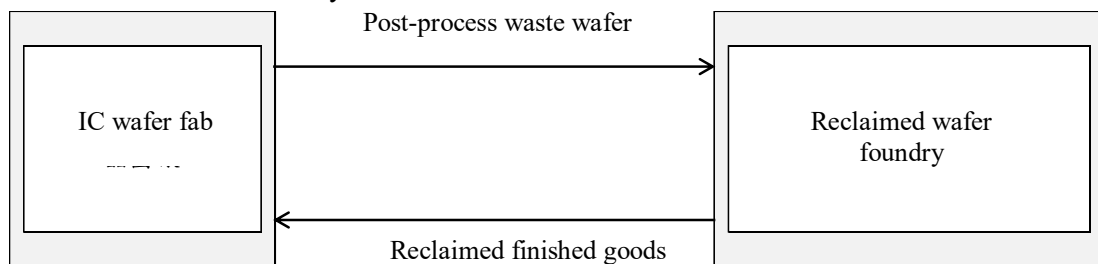 Post-process waste wafer
IC wafer fab
Reclaimed wafer
foundry
Reclaimed finished goods